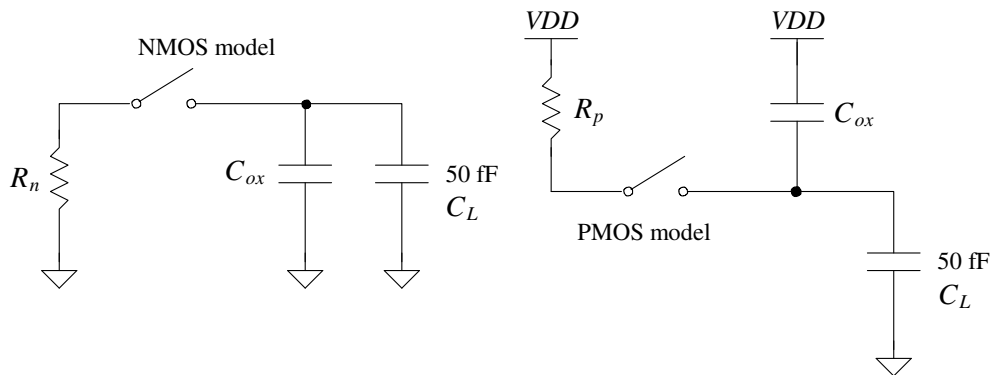 NMOS model
R_n
C_ox
50 fF
C_L
VDD
R_p
PMOS model
VDD
C_ox
50 fF
C_L